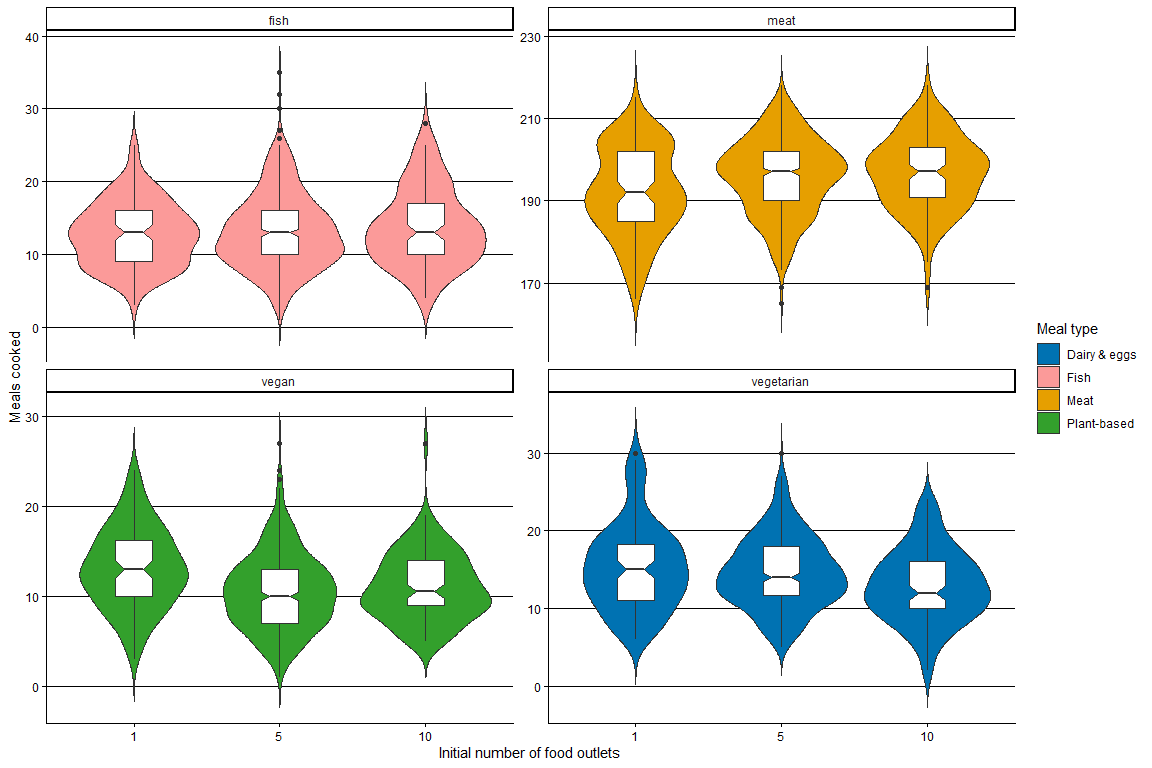 fish
meat
40
30
20
10
0
230
210
190
170
Meals cooked
vegan
vegetarian
30
20
10
0
30
20
10
0
1 5 10
1 5 10
Initial number of food outlets
Meal type
Dairy & eggs
Fish
Meat
Plant-based